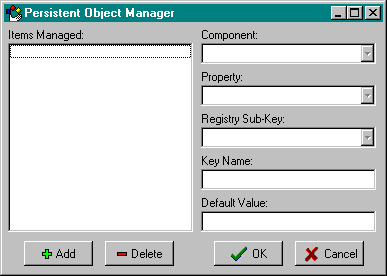 Persistent Object Manager
Items Managed:
Component:
Property:
Registry Sub-Key:
Key Name:
Default Value:
Add
Delete
OK
Cancel